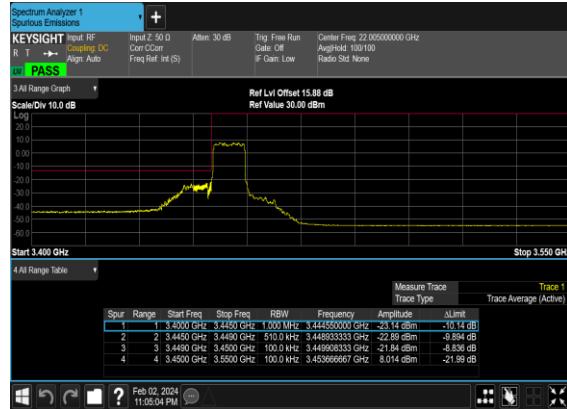 Spectrum Analyzer 1
Spurious Emissions
+
KEYSIGHT Input: RF Input Z: 50 Ω Atten: 30 dB Trig: Free Run Center Freq: 22.005000000 GHz
R T Coupling: DC Corr CCorr Gate: Off Avg|Hold: 100/100
Align: Auto Freq Ref: Int (S) IF Gain: Low Radio Std: None
PASS
3 All Range Graph
Ref Lvl Offset 15.88 dB
Scale/Div 10.0 dB Ref Value 30.00 dBm
Log
20.0
10.0
0.00
-10.0
-20.0
-30.0
-40.0
-50.0
-60.0
Start 3.400 GHz Stop 3.550 GH
4 All Range Table
Measure Trace Trace 1
Trace Type Trace Average (Active)
Spur Range Start Freq Stop Freq RBW Frequency Amplitude ΔLimit
1 1 3.4000 GHz 3.4450 GHz 1.000 MHz 3.444550000 GHz -23.14 dBm -10.14 dB
2 2 3.4450 GHz 3.4490 GHz 510.0 kHz 3.448933333 GHz -22.89 dBm -9.894 dB
3 3 3.4490 GHz 3.4500 GHz 100.0 kHz 3.449908333 GHz -21.84 dBm -8.836 dB
4 4 3.4500 GHz 3.5500 GHz 100.0 kHz 3.453666667 GHz 8.014 dBm -21.99 dB
? Feb 02, 2024
11:05:04 PM